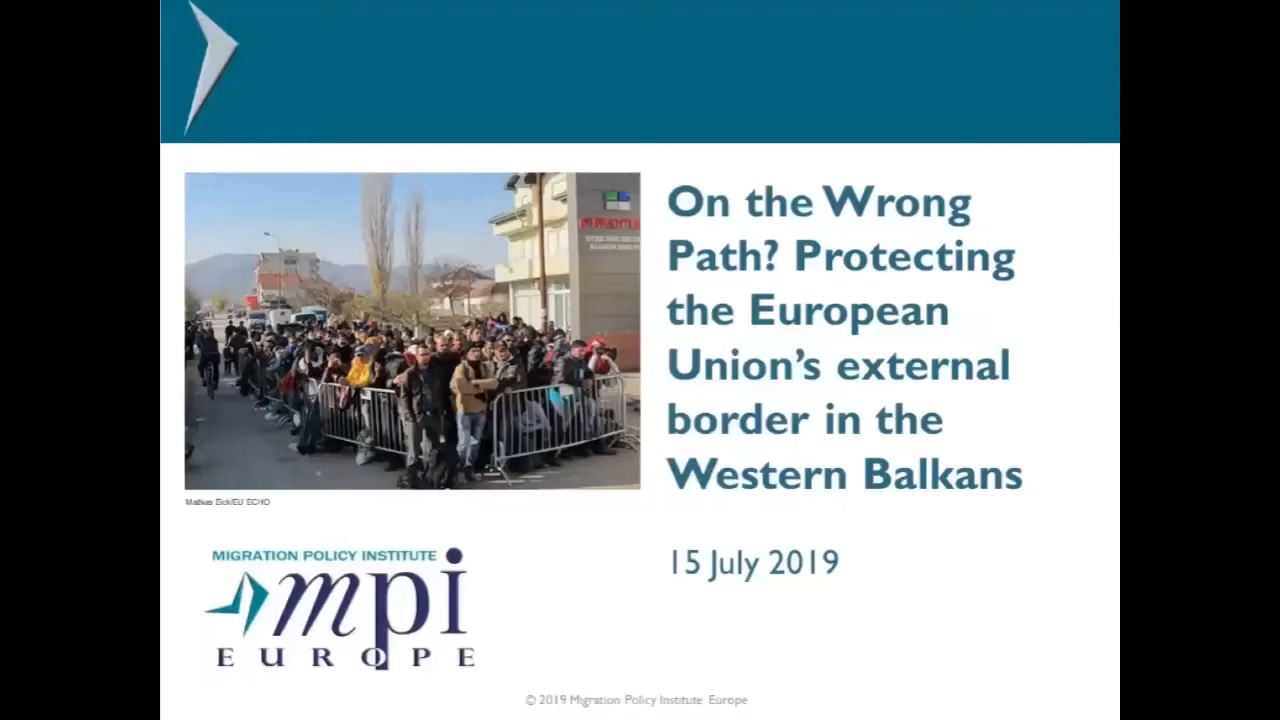 On the Wrong
Path? Protecting
the European
Union's external
border in the
Western Balkans
15 July 2019
Mathias Eick/EU ECHO
MIGRATION POLICY INSTITUTE
mpi
EUROPE
© 2019 Migration Policy Institute Europe